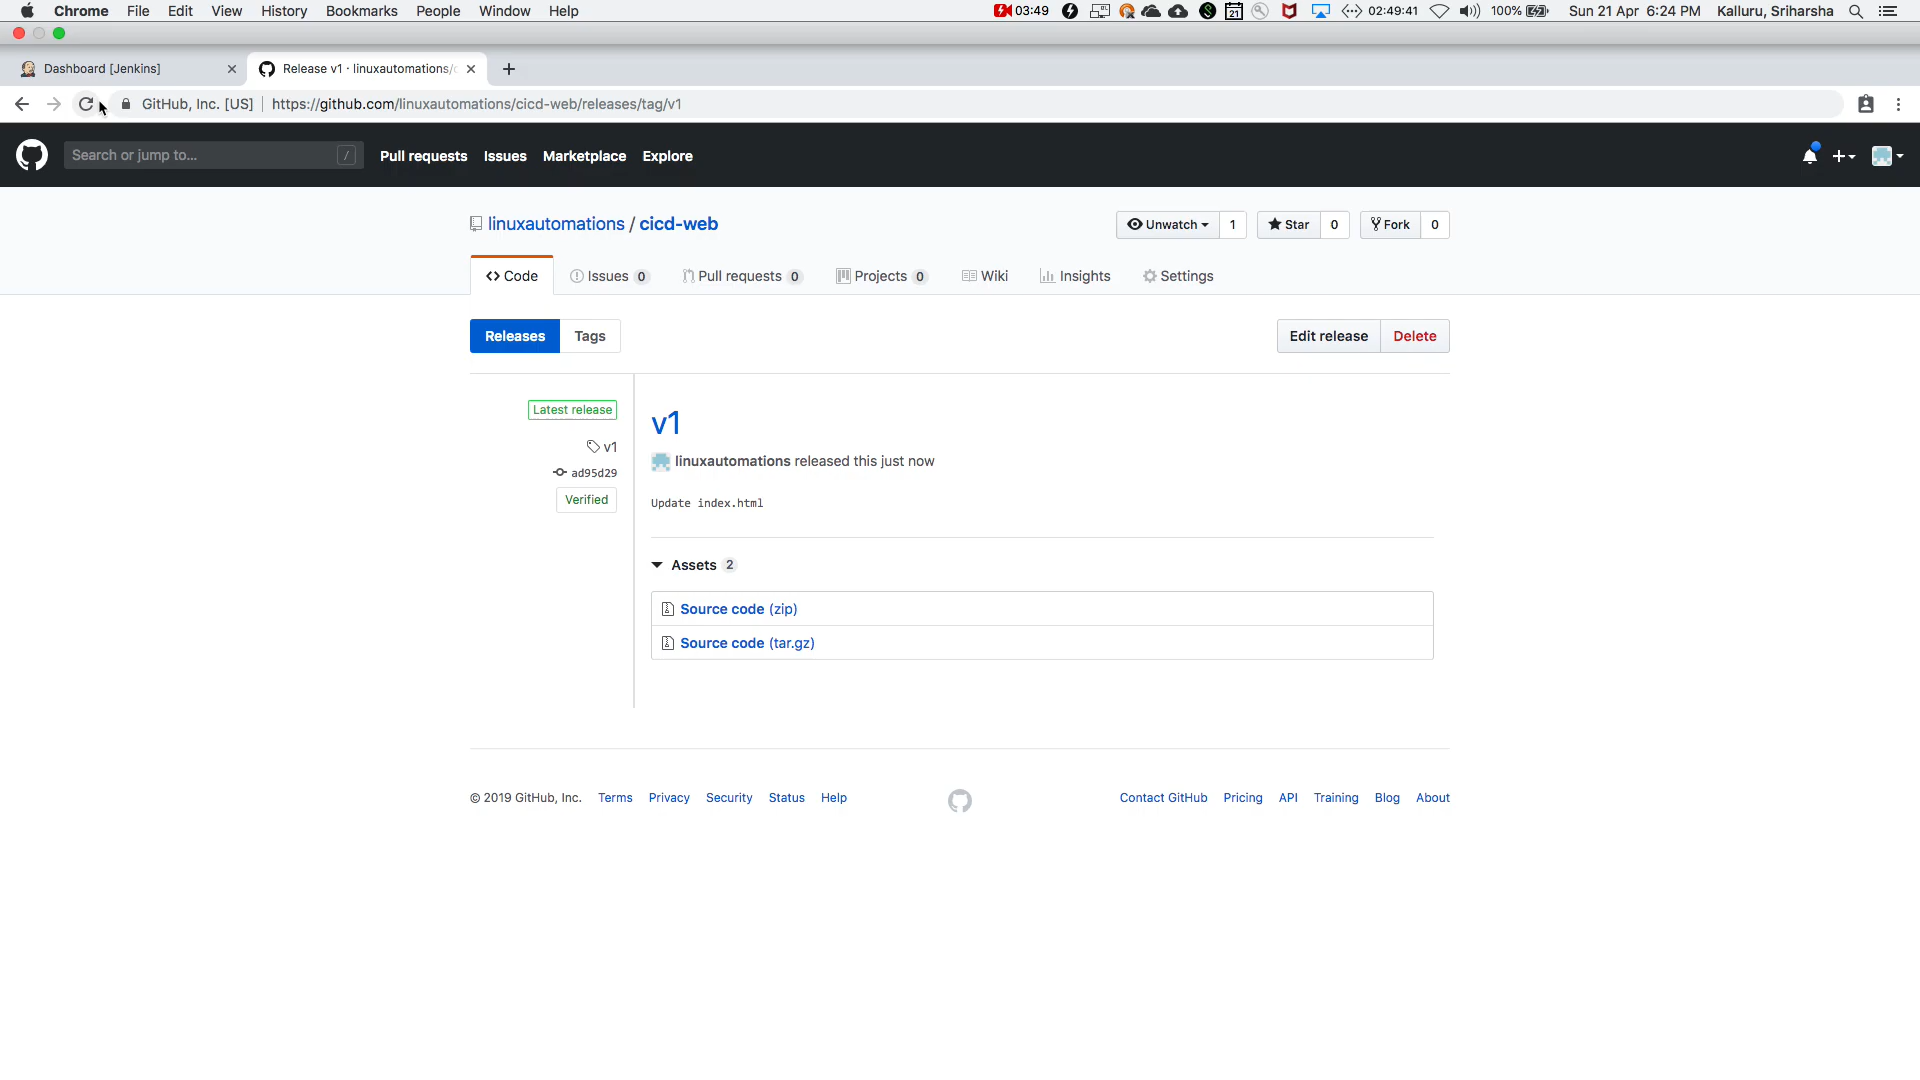 Chrome File Edit View History Bookmarks People Window Help 03:49 21 02:49:41 100% Sun 21 Apr 6:24 PM Kalluru, Sriharsha
Dashboard [Jenkins] Release v1 · linuxautomations/c
GitHub, Inc. [US] https://github.com/linuxautomations/cicd-web/releases/tag/v1
Search or jump to... / Pull requests Issues Marketplace Explore
linuxautomations / cicd-web Unwatch 1 Star 0 Fork 0
Code Issues 0 Pull requests 0 Projects 0 Wiki Insights Settings
Releases Tags Edit release Delete
Latest release
v1
ad95d29
Verified
v1
linuxautomations released this just now
Update index.html
Assets 2
Source code (zip)
Source code (tar.gz)
© 2019 GitHub, Inc. Terms Privacy Security Status Help Contact GitHub Pricing API Training Blog About